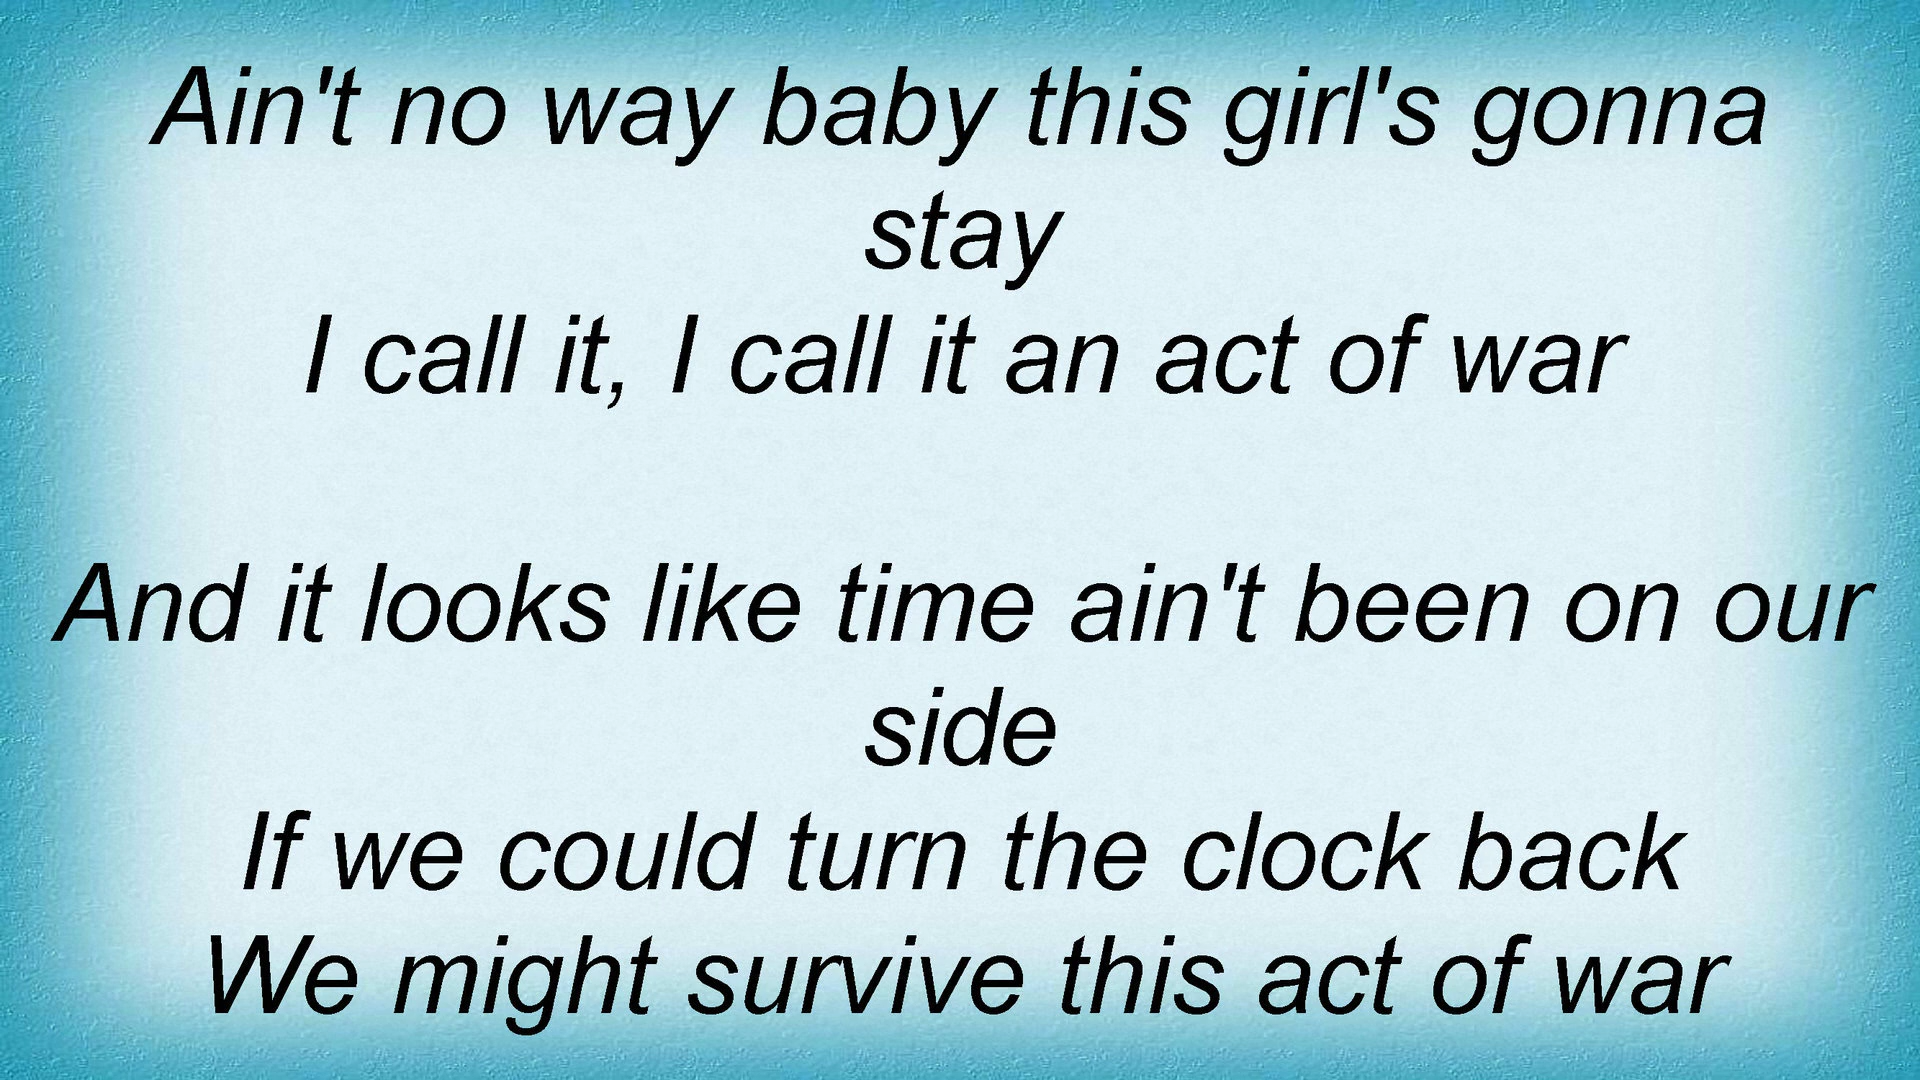 Ain't no way baby this girl's gonna
stay
I call it, I call it an act of war
And it looks like time ain't been on our
side
If we could turn the clock back
We might survive this act of war